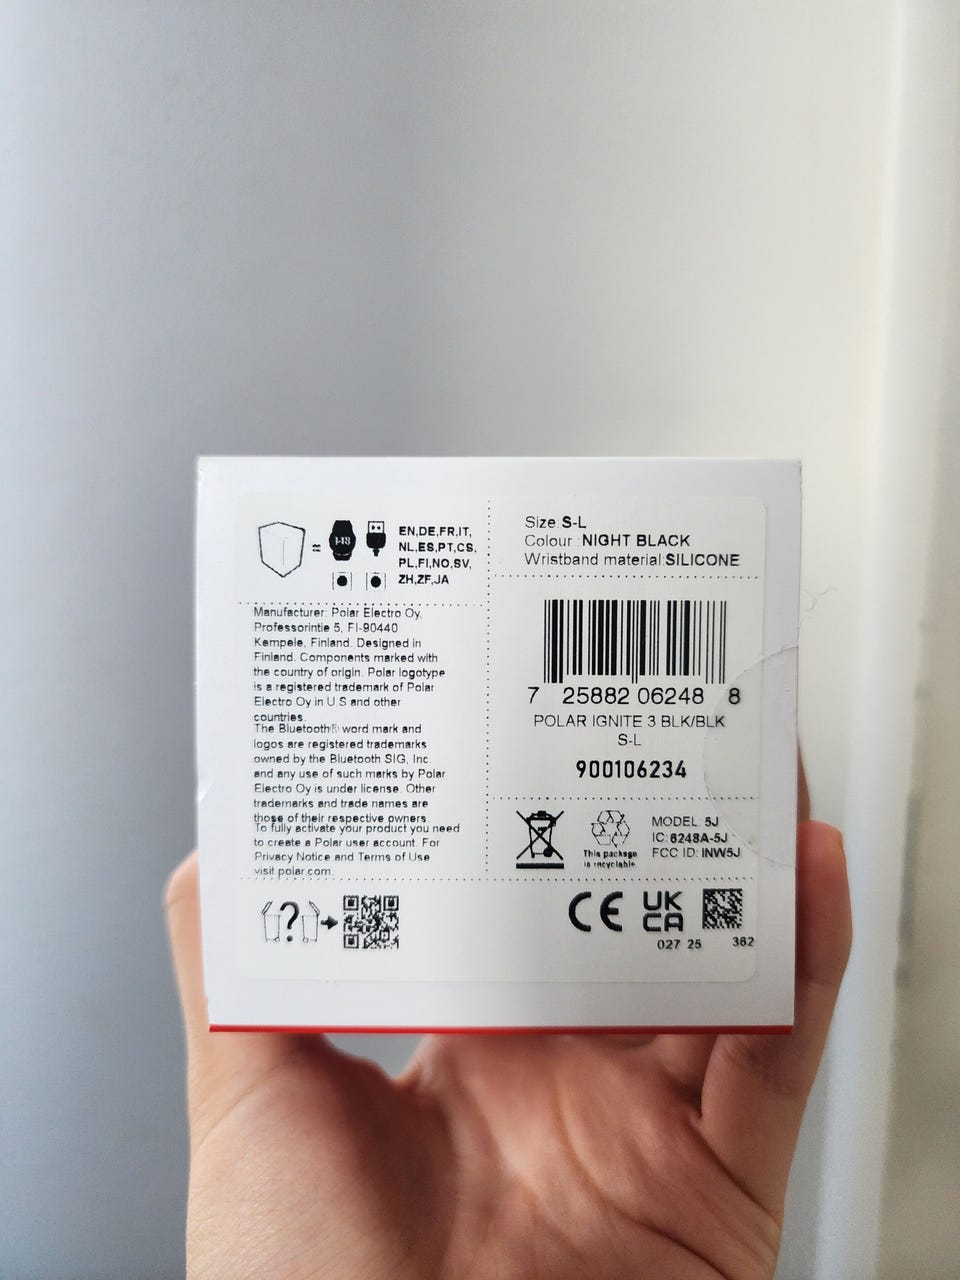 EN,DE,FR,IT,
NL,ES,PT,CS,
PL,FI,NO,SV,
ZH,ZF,JA
Manufacturer: Polar Electro Oy,
Professorintie 5, FI-90440
Kempele, Finland. Designed in
Finland. Components marked with
the country of origin. Polar logotype
is a registered trademark of Polar
Electro Oy in U.S and other
countries.
The Bluetooth® word mark and
logos are registered trademarks
owned by the Bluetooth SIG, Inc.
and any use of such marks by Polar
Electro Oy is under license. Other
trademarks and trade names are
those of their respective owners.
To fully activate your product you need
to create a Polar user account. For
Privacy Notice and Terms of Use
visit polar.com.
?
Size:S-L
Colour :NIGHT BLACK
Wristband material:SILICONE
7 25882 06248 8
POLAR IGNITE 3 BLK/BLK
S-L
900106234
This package
is recyclable.
MODEL: 5J
IC: 6248A-5J
FCC ID: INW5J
CE UK
CA
027 25 362